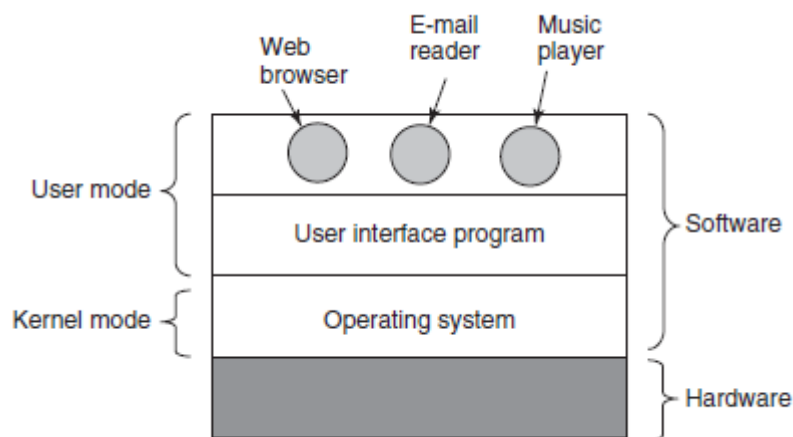 Web
browser
E-mail
reader
Music
player
User mode
User interface program
Software
Kernel mode
Operating system
Hardware